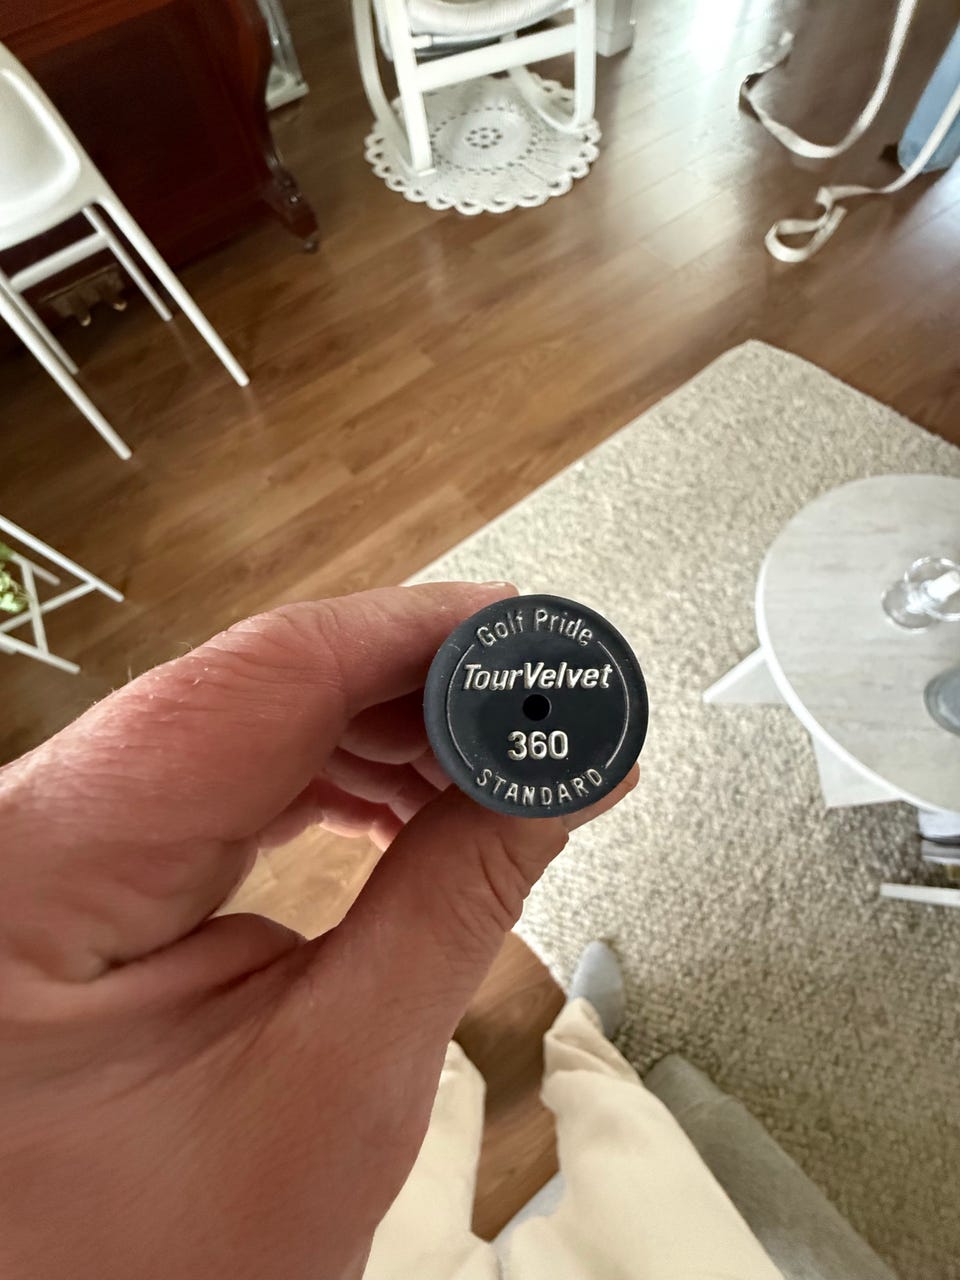 Golf Pride
TourVelvet
360
STANDARD